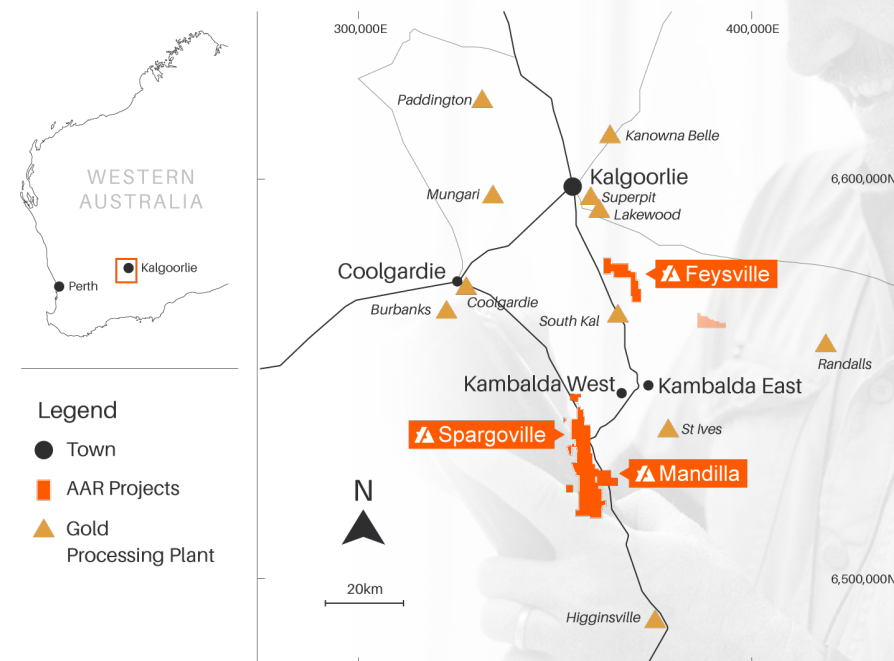 300,000E
400,000E
Paddington
Kanowna Belle
6,600,000N
WESTERN
AUSTRALIA
Kalgoorlie
Mungari
Superpit
Lakewood
Kalgoorlie
Perth
Coolgardie
Feysville
Coolgardie
Burbanks
South Kal
Randalls
Kambalda West
Kambalda East
Legend
Town
AAR Projects
Gold
Processing Plant
Spargoville
St Ives
Mandilla
N
20km
6,500,000N
Higginsville